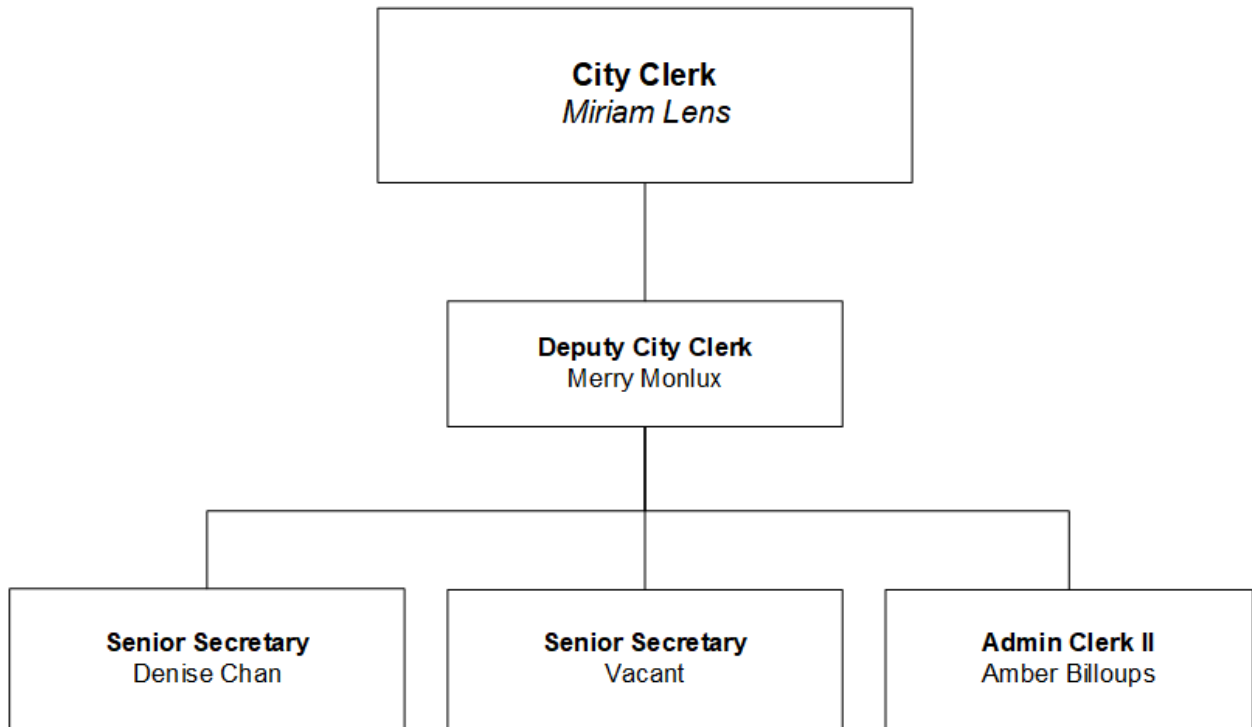 City Clerk
Miriam Lens
Deputy City Clerk
Merry Monlux
Senior Secretary
Denise Chan
Senior Secretary
Vacant
Admin Clerk II
Amber Billoups